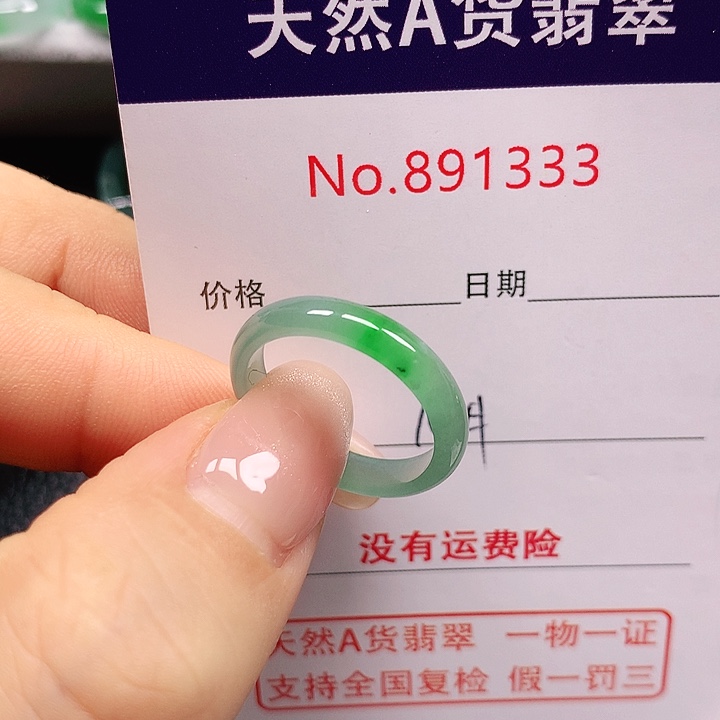 天然A货翡翠
No.891333
价格 日期
没有运费险
天然A货翡翠 一物一证
支持全国复检 假一罚三